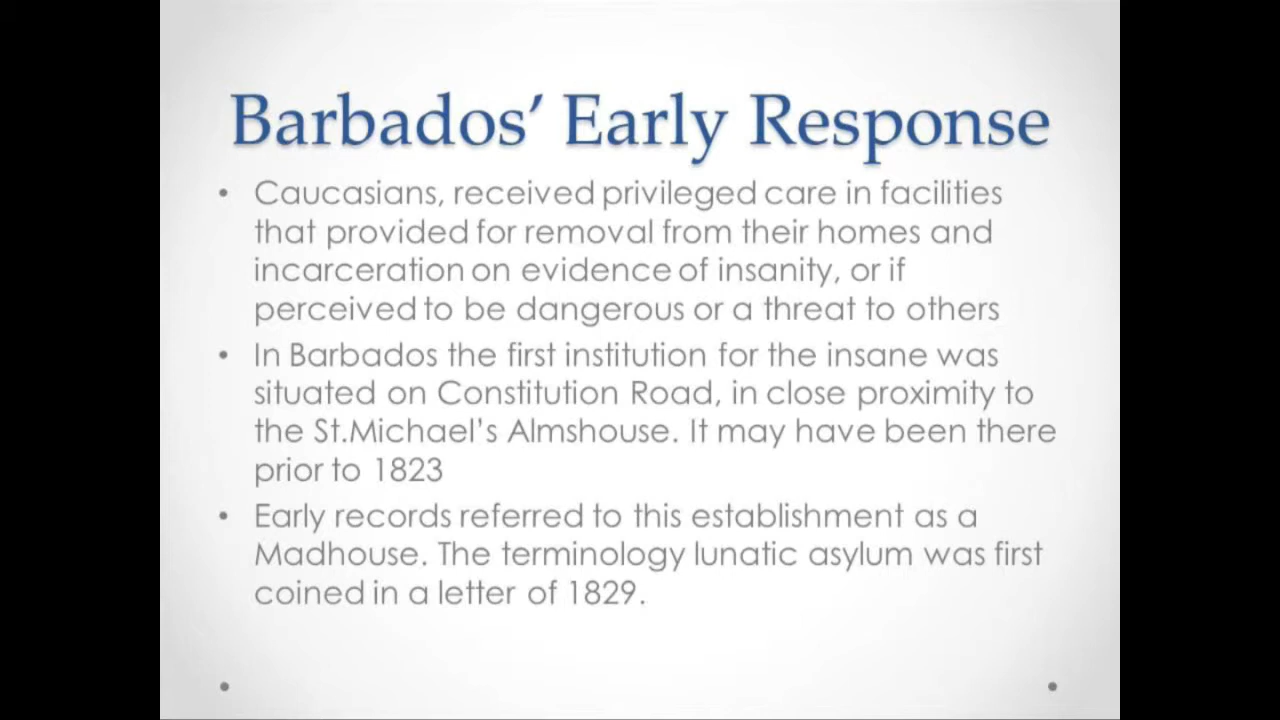 Barbados’ Early Response
• Caucasians, received privileged care in facilities
that provided for removal from their homes and
incarceration on evidence of insanity, or if
perceived to be dangerous or a threat to others
• In Barbados the first institution for the insane was
situated on Constitution Road, in close proximity to
the St.Michael’s Almshouse. It may have been there
prior to 1823
• Early records referred to this establishment as a
Madhouse. The terminology lunatic asylum was first
coined in a letter of 1829.